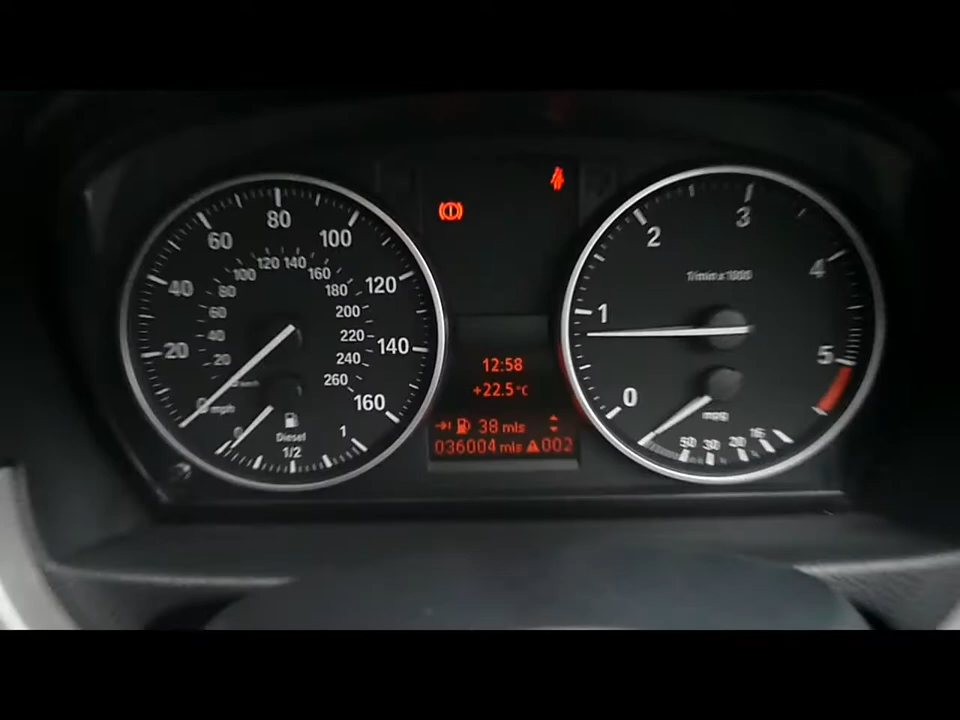 20 40 60 80 100 120 140 160
20 40 60 80 100 120 140 160 180 200 220 240 260
km/h
0 mph
0 1/2 1
Diesel
12:58
+22.5°C
38 mls
036004 mls 002
0 1 2 3 4 5
1/min x 1000
mpg
50 30 20 16